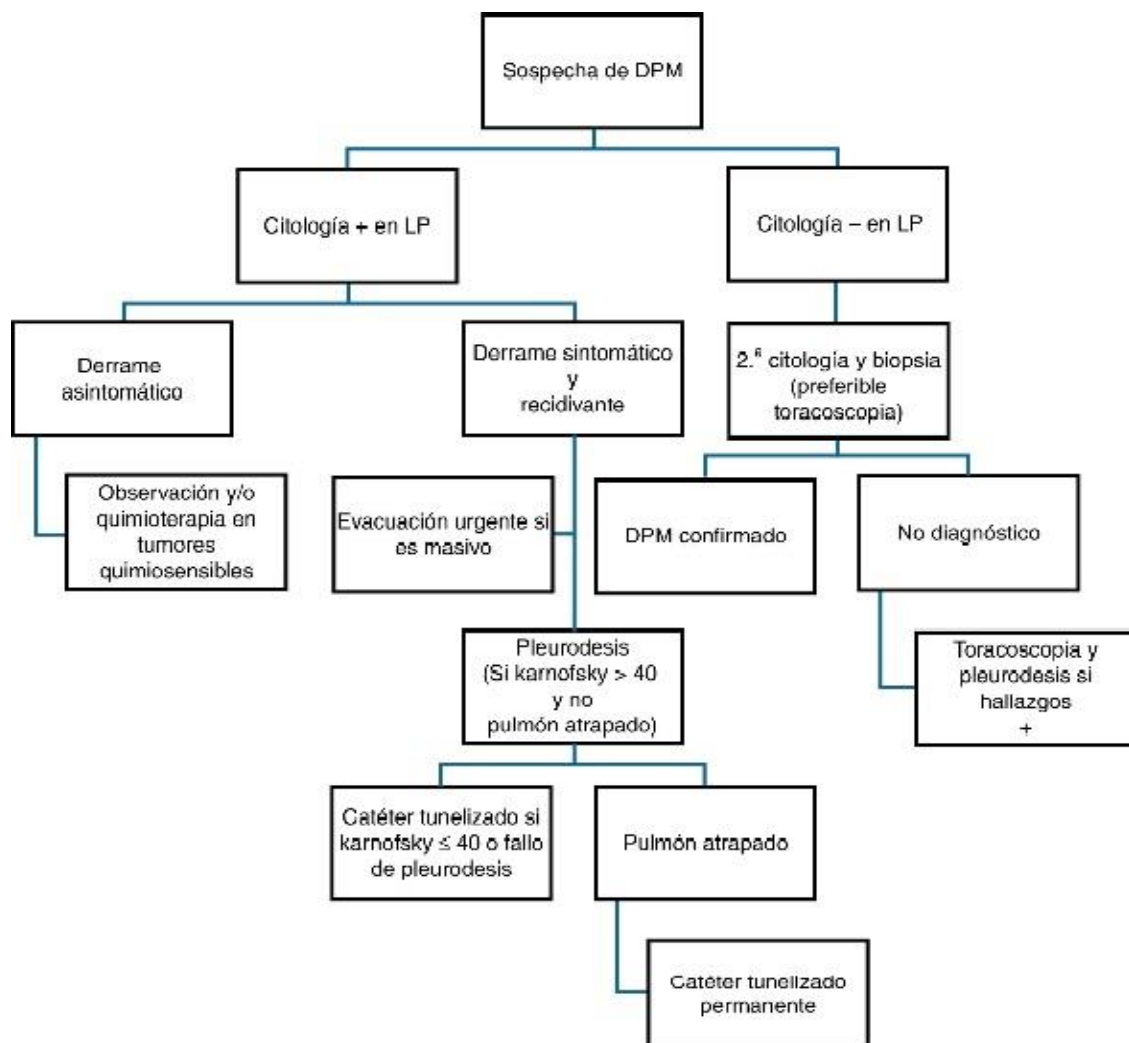 Sospecha de DPM
Citología + en LP
Citología – en LP
Derrame
asintomático
Derrame sintomático
y
recidivante
2.ª citología y biopsia
(preferible
toracoscopia)
Observación y/o
quimioterapia en
tumores
quimiosensibles
Evacuación urgente si
es masivo
DPM confirmado
No diagnóstico
Pleurodesis
(Si karnofsky > 40
y no
pulmón atrapado)
Toracoscopia y
pleurodesis si
hallazgos
+
Catéter tunelizado si
karnofsky ≤ 40 o fallo
de pleurodesis
Pulmón atrapado
Catéter tunelizado
permanente